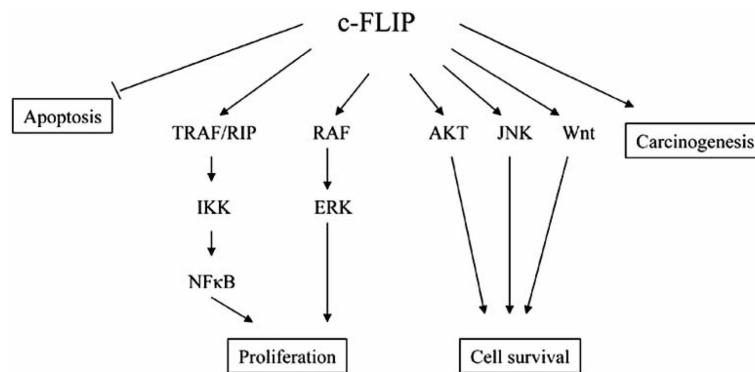 c-FLIP
Apoptosis
TRAF/RIP RAF AKT JNK Wnt
Carcinogenesis
IKK ERK
NFκB
Proliferation Cell survival